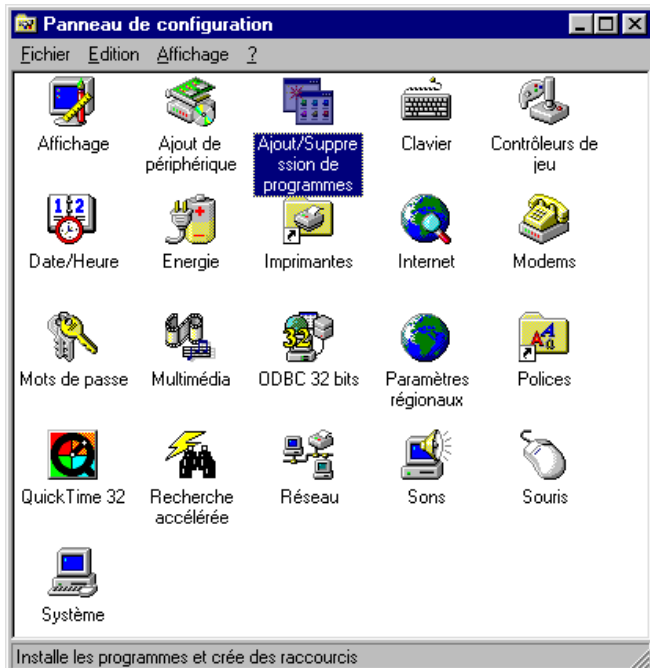 Panneau de configuration
Fichier Edition Affichage ?
Affichage
Ajout de
périphérique
Ajout/Suppre
ssion de
programmes
Clavier
Contrôleurs de
jeu
Date/Heure
Energie
Imprimantes
Internet
Modems
Mots de passe
Multimédia
ODBC 32 bits
Paramètres
régionaux
Polices
QuickTime 32
Recherche
accélérée
Réseau
Sons
Souris
Système
Installe les programmes et crée des raccourcis